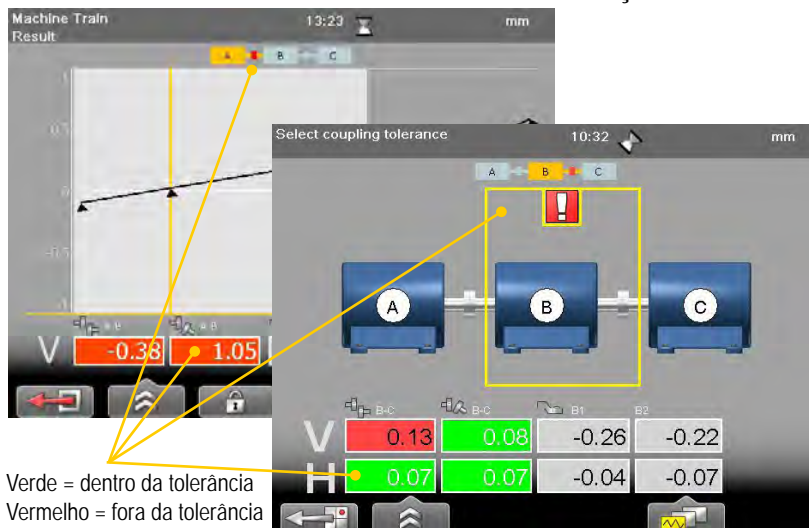 Machine Train 13:23 mm
Result
A B C
1
0.5
0
-0.5
-1
A-B A-B
V -0.38 1.05
Select coupling tolerance 10:32 mm
A B C
!
A B C
B-C B-C B1 B2
V 0.13 0.08 -0.26 -0.22
H 0.07 0.07 -0.04 -0.07
Verde = dentro da tolerância
Vermelho = fora da tolerância